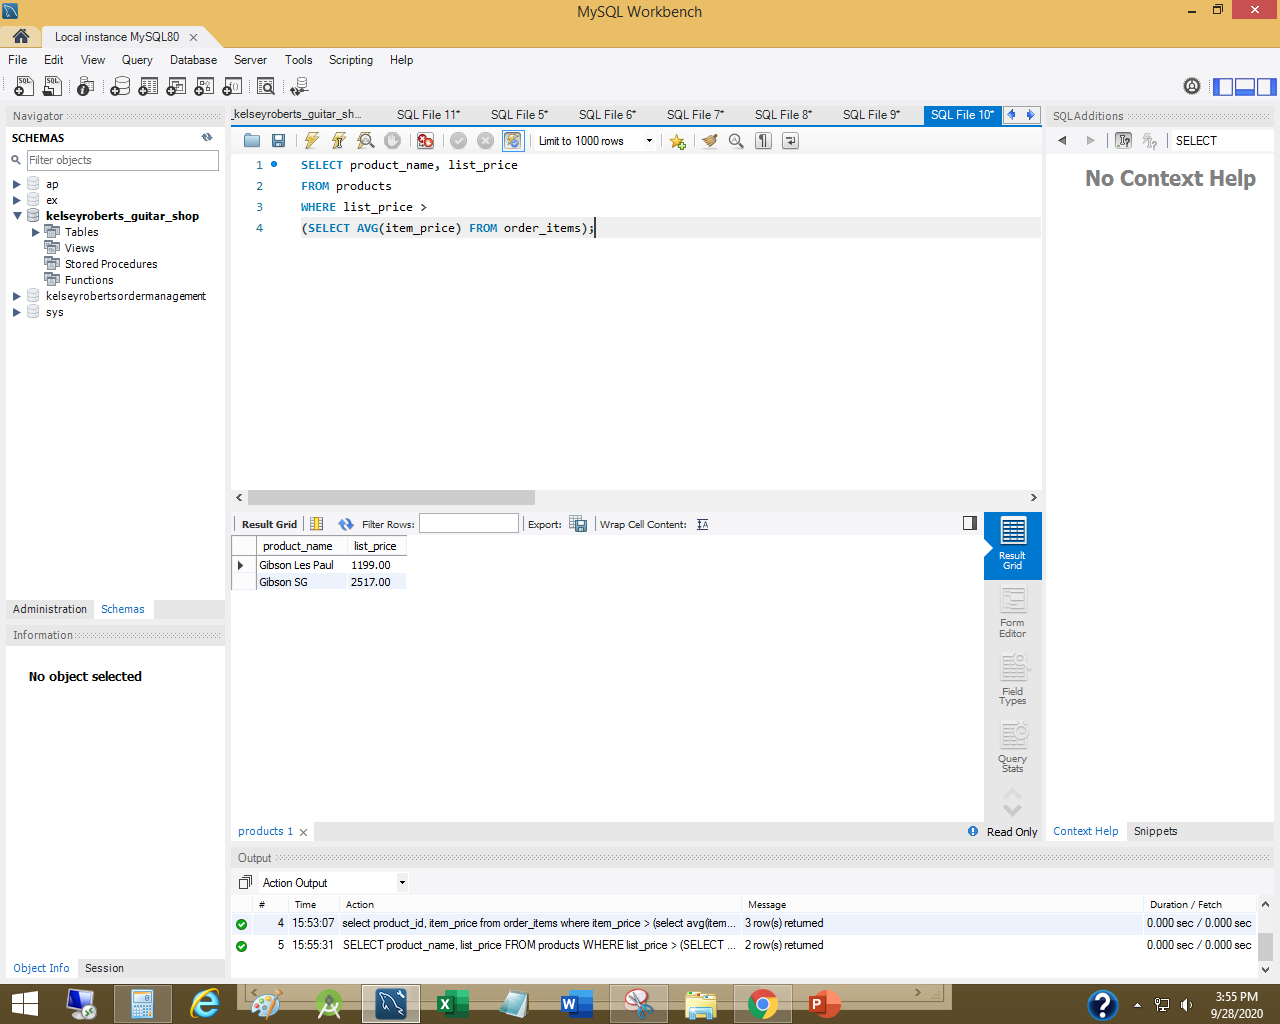 MySQL Workbench
Local instance MySQL80
File Edit View Query Database Server Tools Scripting Help
Navigator
SCHEMAS
Filter objects
ap
ex
kelseyroberts_guitar_shop
Tables
Views
Stored Procedures
Functions
kelseyrobertsordermanagement
sys
Administration Schemas
Information
No object selected
Object Info Session
_kelseyroberts_guitar_sh... SQL File 11* SQL File 5* SQL File 6* SQL File 7* SQL File 8* SQL File 9* SQL File 10*
Limit to 1000 rows
1 SELECT product_name, list_price
2 FROM products
3 WHERE list_price >
4 (SELECT AVG(item_price) FROM order_items);
Result Grid Filter Rows: Export: Wrap Cell Content:
product_name list_price
Gibson Les Paul 1199.00
Gibson SG 2517.00
Result Grid
Form Editor
Field Types
Query Stats
products 1
Read Only
SQLAdditions
SELECT
No Context Help
Context Help Snippets
Output
Action Output
# Time Action Message Duration / Fetch
4 15:53:07 select product_id, item_price from order_items where item_price > (select avg(item... 3 row(s) returned 0.000 sec / 0.000 sec
5 15:55:31 SELECT product_name, list_price FROM products WHERE list_price > (SELECT ... 2 row(s) returned 0.000 sec / 0.000 sec
3:55 PM
9/28/2020